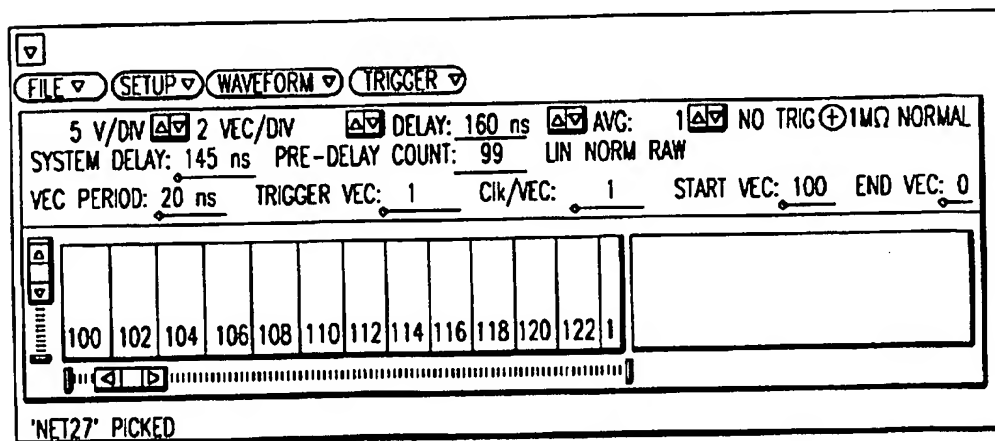 FILE SETUP WAVEFORM TRIGGER
5 V/DIV 2 VEC/DIV DELAY: 160 ns AVG: 1 NO TRIG 1MΩ NORMAL
SYSTEM DELAY: 145 ns PRE-DELAY COUNT: 99 LIN NORM RAW
VEC PERIOD: 20 ns TRIGGER VEC: 1 Clk/VEC: 1 START VEC: 100 END VEC: 0
100 102 104 106 108 110 112 114 116 118 120 122 1
'NET27' PICKED